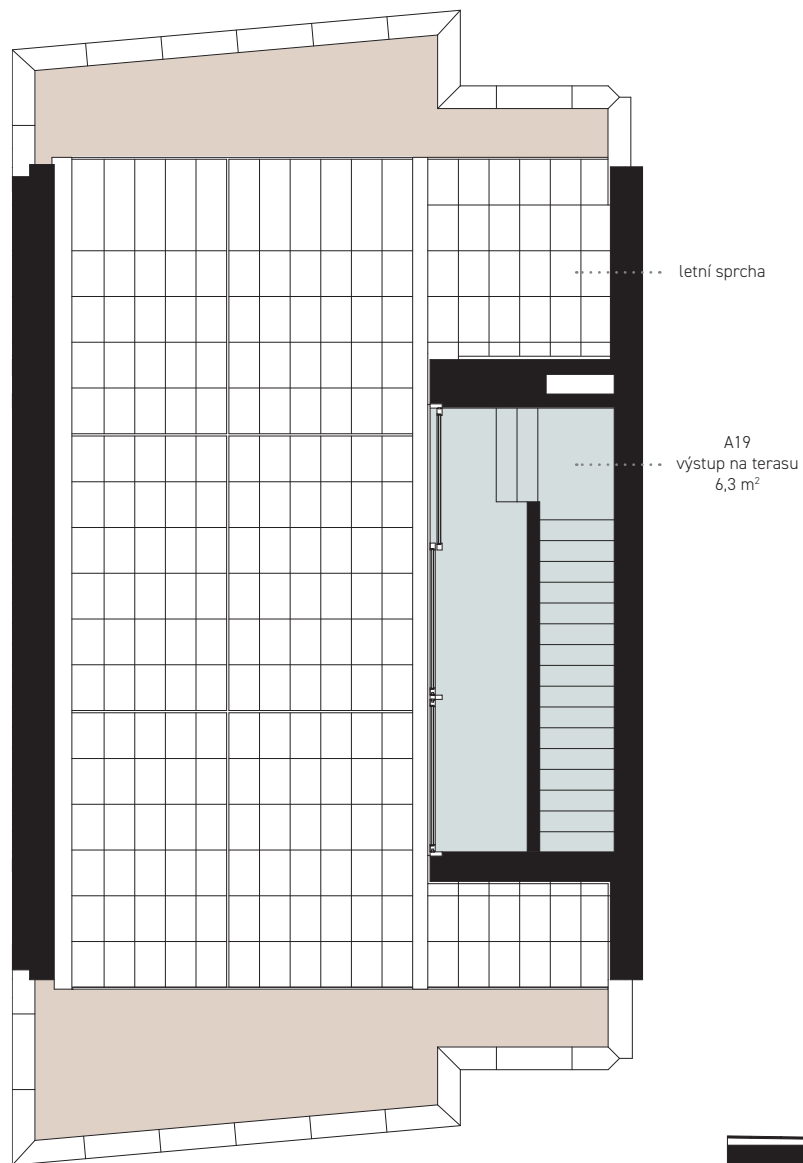 letní sprcha
A19
výstup na terasu
6,3 m²